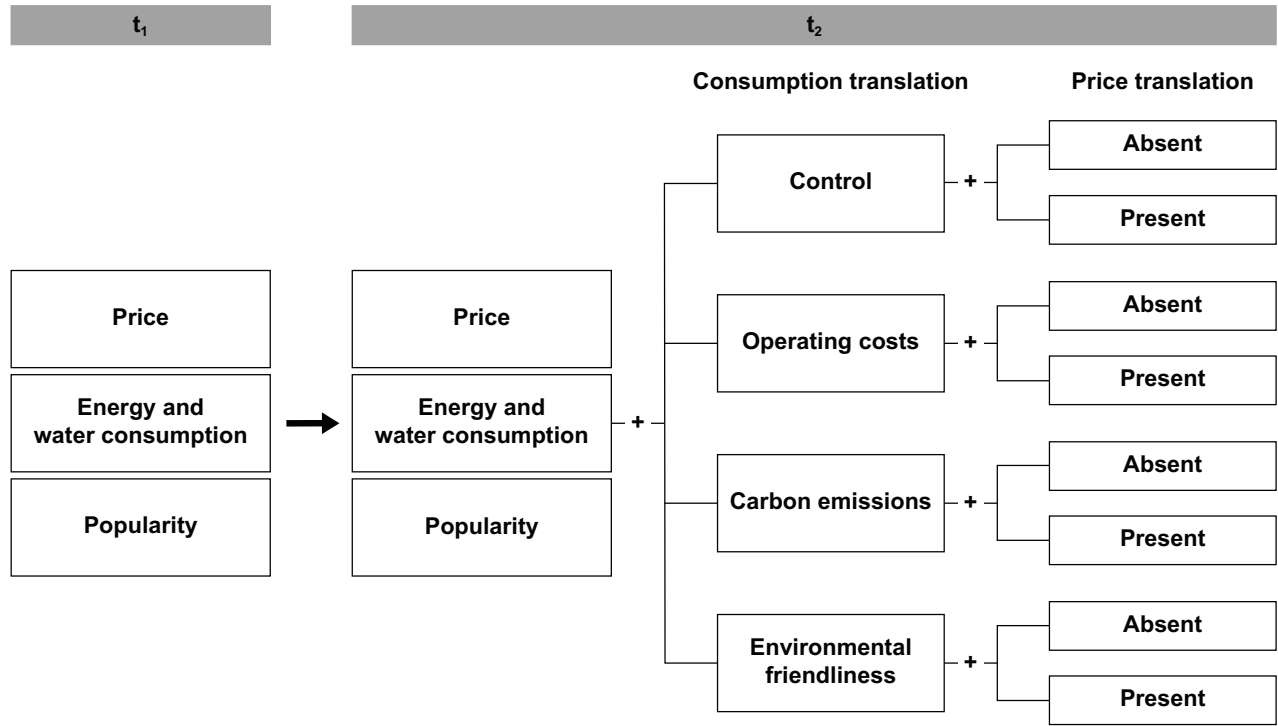 t₁
t₂
Consumption translation
Price translation
Absent
Control
+
Present
Absent
Price
Price
Operating costs
+
Present
Energy and
water consumption
Energy and
water consumption
+
Absent
Popularity
Popularity
Carbon emissions
+
Present
Absent
Environmental
friendliness
+
Present